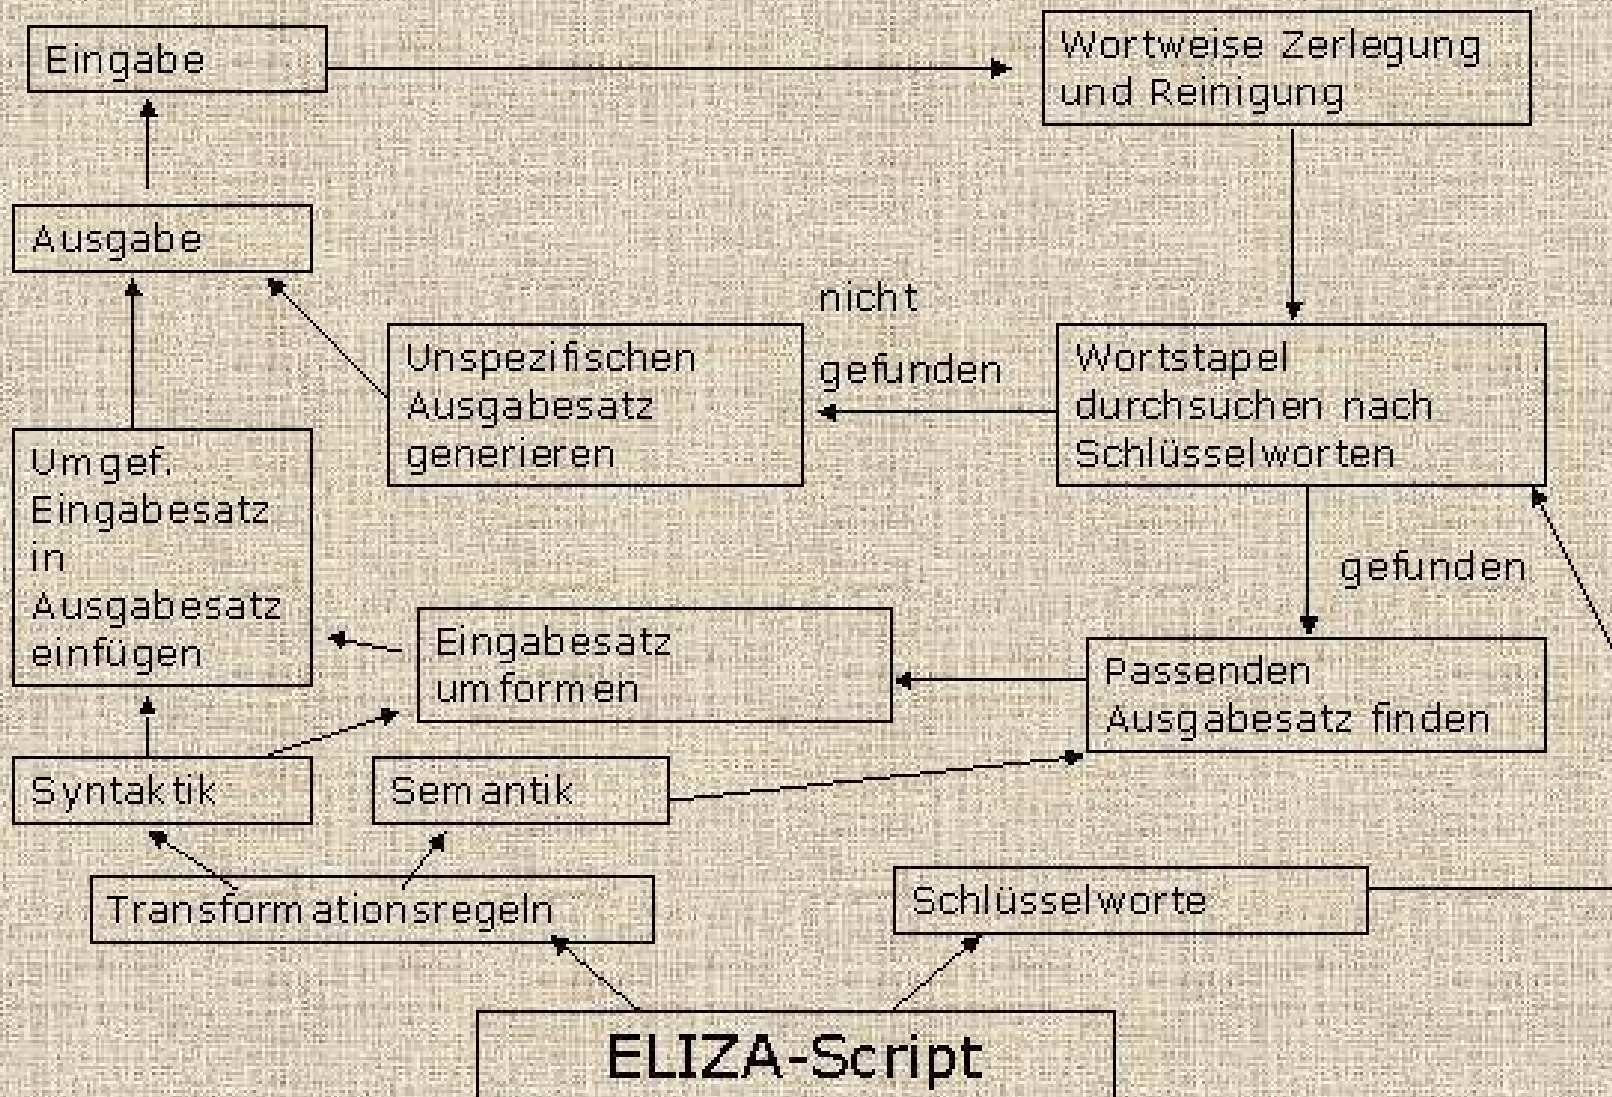 Eingabe
Wortweise Zerlegung
und Reinigung
Ausgabe
nicht
gefunden
Unspezifischen
Ausgabesatz
generieren
Wortstapel
durchsuchen nach
Schlüsselworten
Umgef.
Eingabesatz
in
Ausgabesatz
einfügen
gefunden
Eingabesatz
umformen
Passenden
Ausgabesatz finden
Syntaktik
Semantik
Transformationsregeln
Schlüsselworte
ELIZA-Script